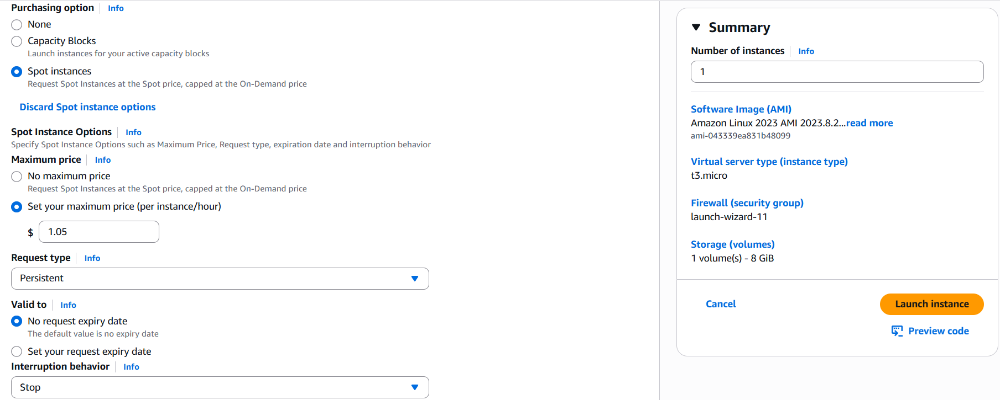 Purchasing option Info
None
Capacity Blocks
Launch instances for your active capacity blocks
Spot instances
Request Spot Instances at the Spot price, capped at the On-Demand price
Discard Spot instance options
Spot Instance Options Info
Specify Spot Instance Options such as Maximum Price, Request type, expiration date and interruption behavior
Maximum price Info
No maximum price
Request Spot Instances at the Spot price, capped at the On-Demand price
Set your maximum price (per instance/hour)
$ 1.05
Request type Info
Persistent
Valid to Info
No request expiry date
The default value is no expiry date
Set your request expiry date
Interruption behavior Info
Stop
Summary
Number of instances Info
1
Software Image (AMI)
Amazon Linux 2023 AMI 2023.8.2...read more
ami-043339ea831b48099
Virtual server type (instance type)
t3.micro
Firewall (security group)
launch-wizard-11
Storage (volumes)
1 volume(s) - 8 GiB
Cancel
Launch instance
Preview code